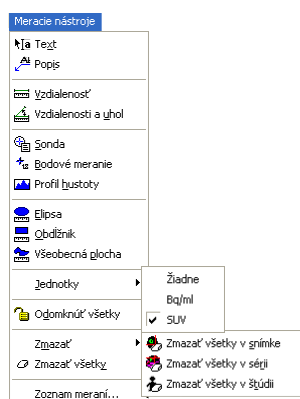 Meracie nástroje
Text
Popis
Vzdialenosť
Vzdialenosti a uhol
Sonda
Bodové meranie
Profil hustoty
Elipsa
Obdĺžnik
Všeobecná plocha
Jednotky
Žiadne
Bq/ml
SUV
Odomknúť všetky
Zmazať
Zmazať všetky v snímke
Zmazať všetky
Zmazať všetky v sérii
Zmazať všetky v štúdii
Zoznam meraní...